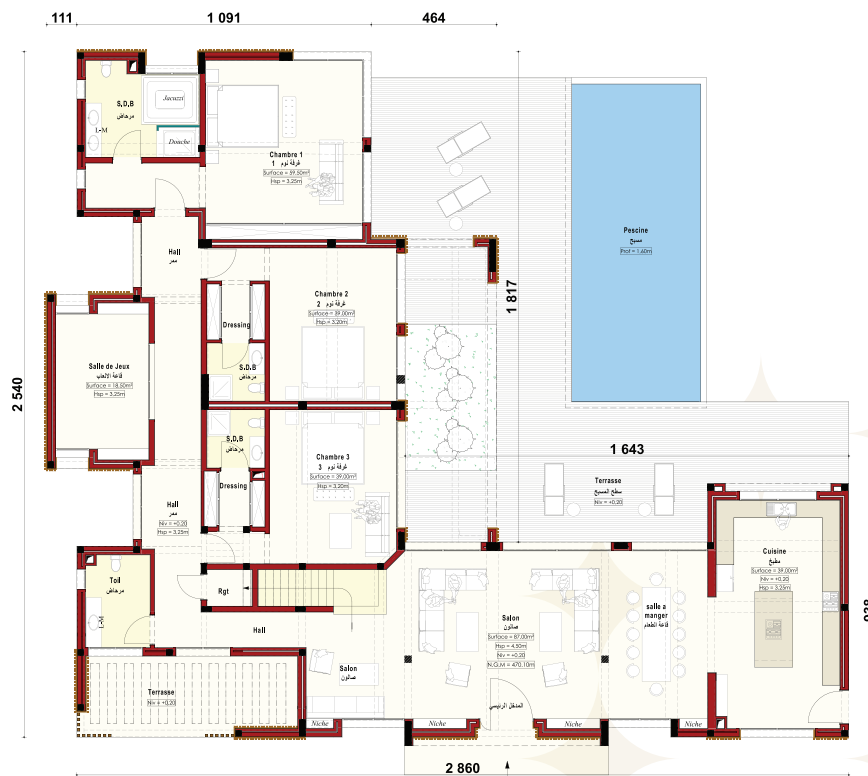 111
1 091
464
Jacuzzi
S.D.B
مرحاض
L-M
Douche
Chambre 1
غرفة نوم 1
Surface = 59,50m²
Hsp = 3,25m
Pescine
مسبح
Prof = 1,60m
Hall
ممر
1 817
Chambre 2
غرفة نوم 2
Surface = 39,00m²
Hsp = 3,20m
Dressing
Salle de Jeux
قاعة الالعاب
Surface = 18,50m²
Hsp = 3,25m
S.D.B
مرحاض
2 540
S.D.B
مرحاض
1 643
Chambre 3
غرفة نوم 3
Surface = 39,00m²
Hsp = 3,20m
Dressing
Terrasse
سطح المسبح
Niv = +0,20
Hall
ممر
Niv = +0,20
Hsp = 3,25m
Cuisine
مطبخ
Surface = 39,00m²
Niv = +0,20
Hsp = 3,25m
Toil
مرحاض
L-M
Rgt
salle a
manger
قاعة الطعام
928
Salon
صالون
Surface = 87,00m²
Hsp = 4,50m
Niv = +0,20
N.G.M = 470.10m
Hall
Salon
صالون
Terrasse
Niv = +0,20
المدخل الرئيسي
Niche
Niche
Niche
Niche
2 860